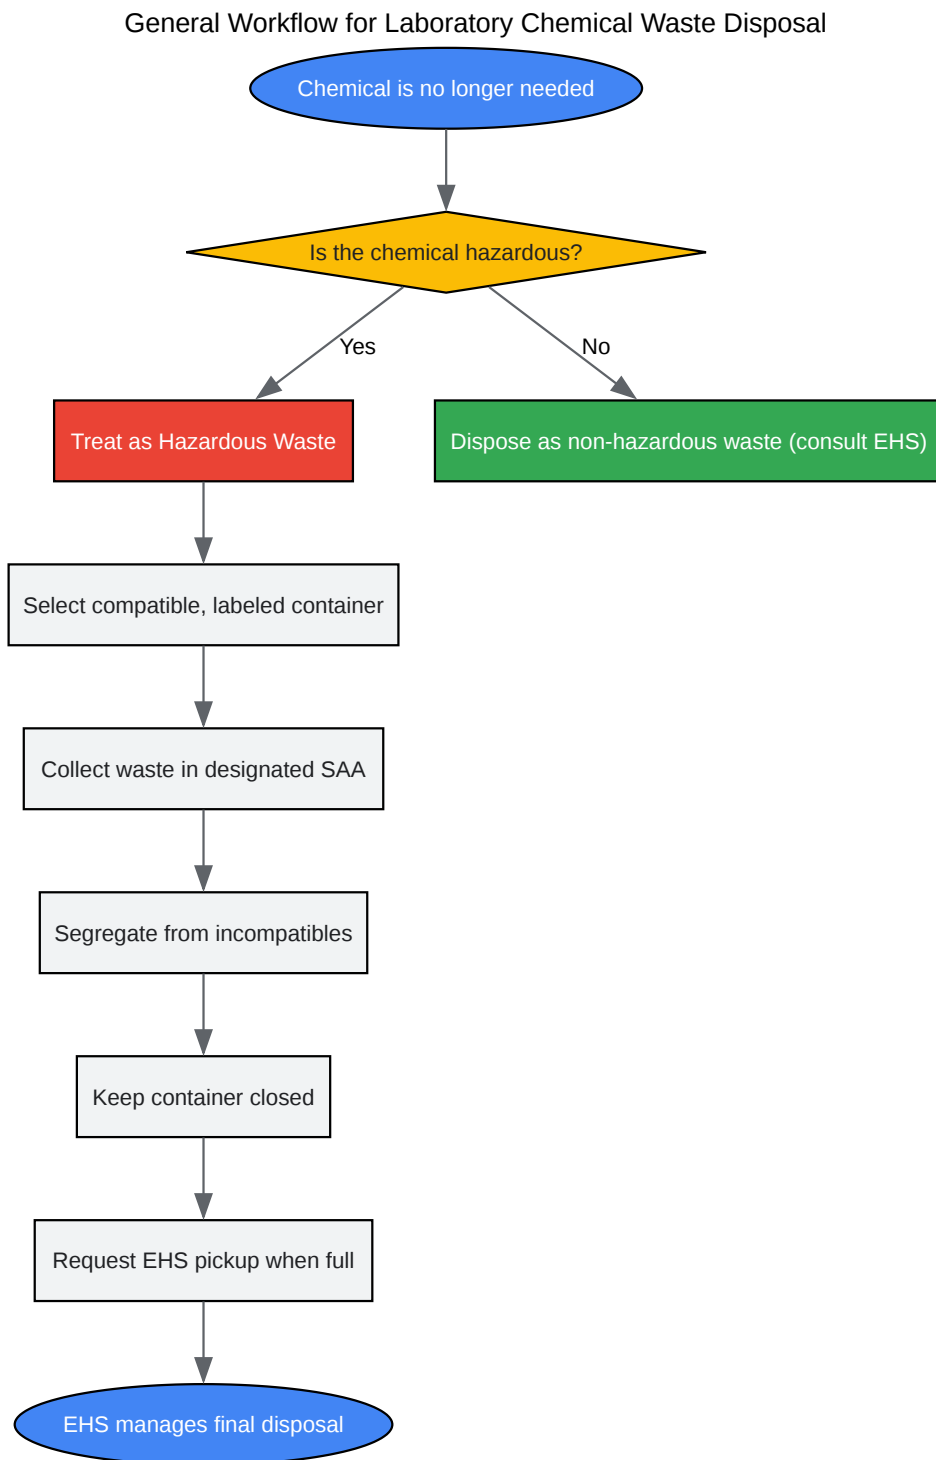 General Workflow for Laboratory Chemical Waste Disposal
Chemical is no longer needed
Is the chemical hazardous?
Yes
No
Treat as Hazardous Waste
Dispose as non-hazardous waste (consult EHS)
Select compatible, labeled container
Collect waste in designated SAA
Segregate from incompatibles
Keep container closed
Request EHS pickup when full
EHS manages final disposal